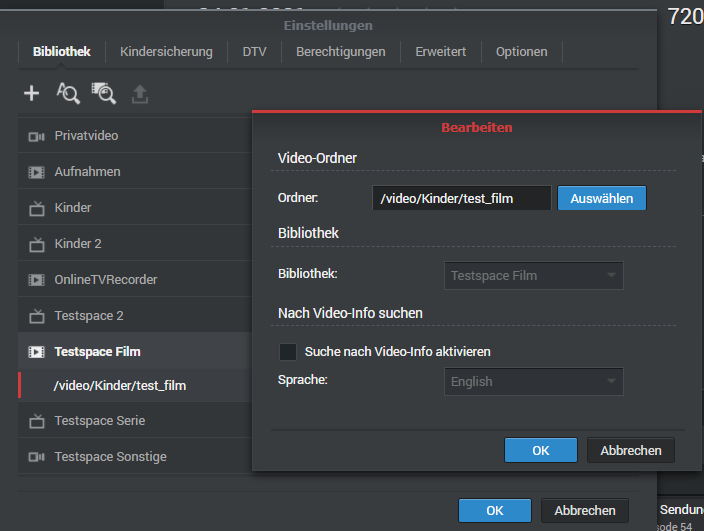 720
Einstellungen
Bibliothek
Kindersicherung
DTV
Berechtigungen
Erweitert
Optionen
Privatvideo
Aufnahmen
Kinder
Kinder 2
OnlineTVRecorder
Testspace 2
Testspace Film
/video/Kinder/test_film
Testspace Serie
Testspace Sonstige
Bearbeiten
Video-Ordner
Ordner:
/video/Kinder/test_film
Auswählen
Bibliothek
Bibliothek:
Testspace Film
Nach Video-Info suchen
Suche nach Video-Info aktivieren
Sprache:
English
OK
Abbrechen
OK
Abbrechen
Sendun
sode 54